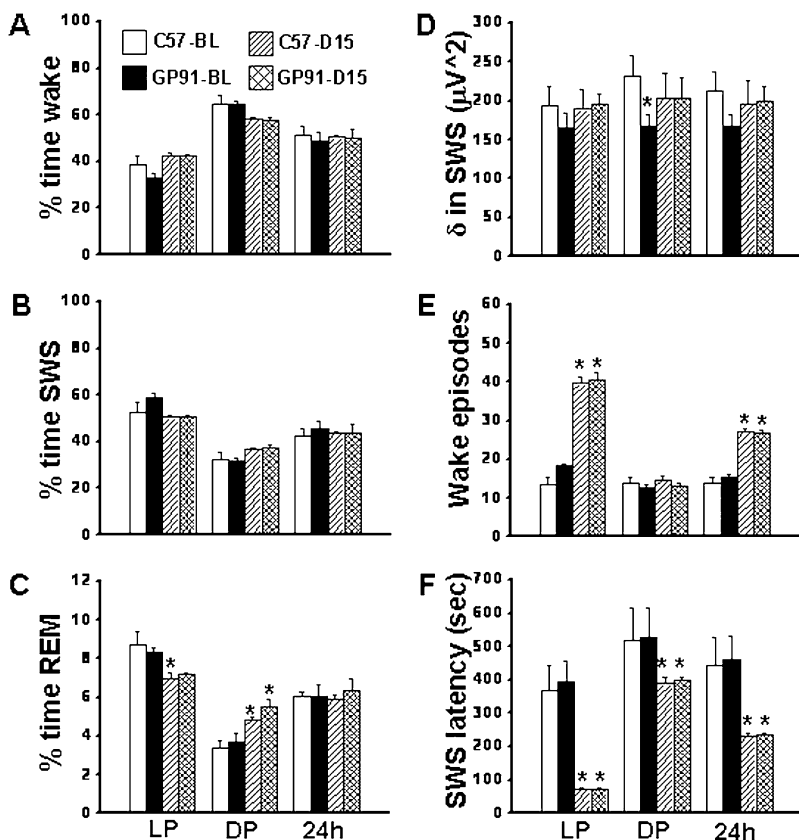 A
C57-BL
C57-D15
GP91-BL
GP91-D15
% time wake
100
80
60
40
20
0
B
% time SWS
100
80
60
40
20
0
C
% time REM
12
10
8
6
4
2
0
*
*
*
LP
DP
24h
D
δ in SWS (µV^2)
300
250
200
150
100
50
0
*
E
Wake episodes
60
50
40
30
20
10
0
* *
* *
F
SWS latency (sec)
700
600
500
400
300
200
100
0
* *
* *
* *
LP
DP
24h